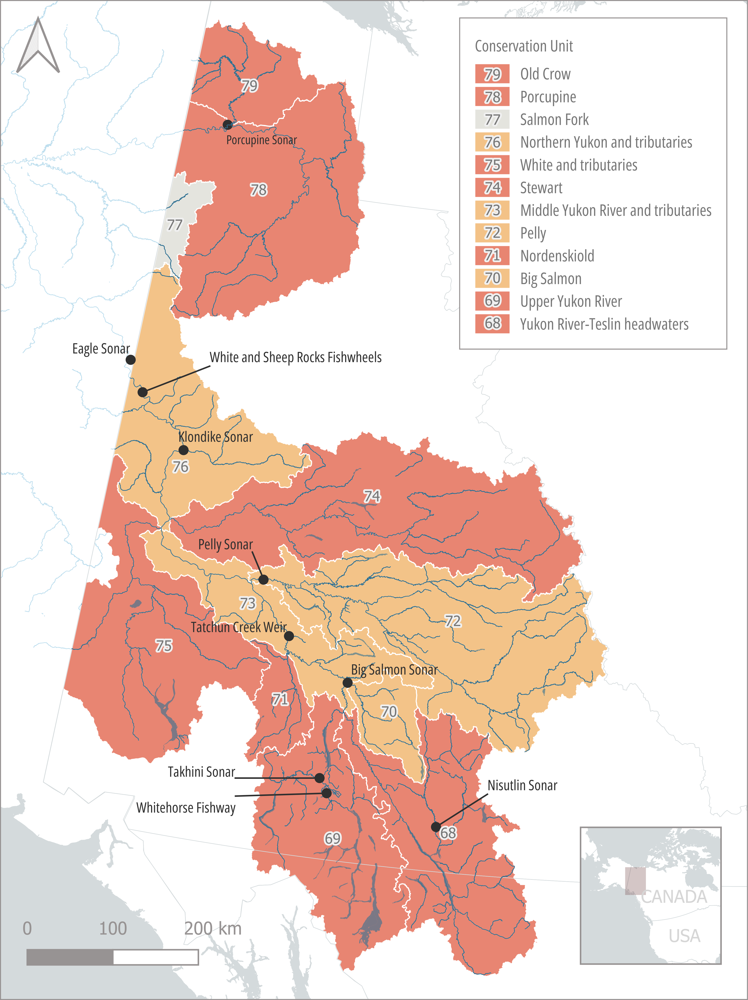 Conservation Unit
79 Old Crow
78 Porcupine
77 Salmon Fork
76 Northern Yukon and tributaries
75 White and tributaries
74 Stewart
73 Middle Yukon River and tributaries
72 Pelly
71 Nordenskiold
70 Big Salmon
69 Upper Yukon River
68 Yukon River-Teslin headwaters
79
Porcupine Sonar
78
77
Eagle Sonar
White and Sheep Rocks Fishwheels
Klondike Sonar
76
74
Pelly Sonar
73
72
Tatchun Creek Weir
75
Big Salmon Sonar
71
70
Takhini Sonar
Nisutlin Sonar
Whitehorse Fishway
68
69
CANADA
USA
0 100 200 km